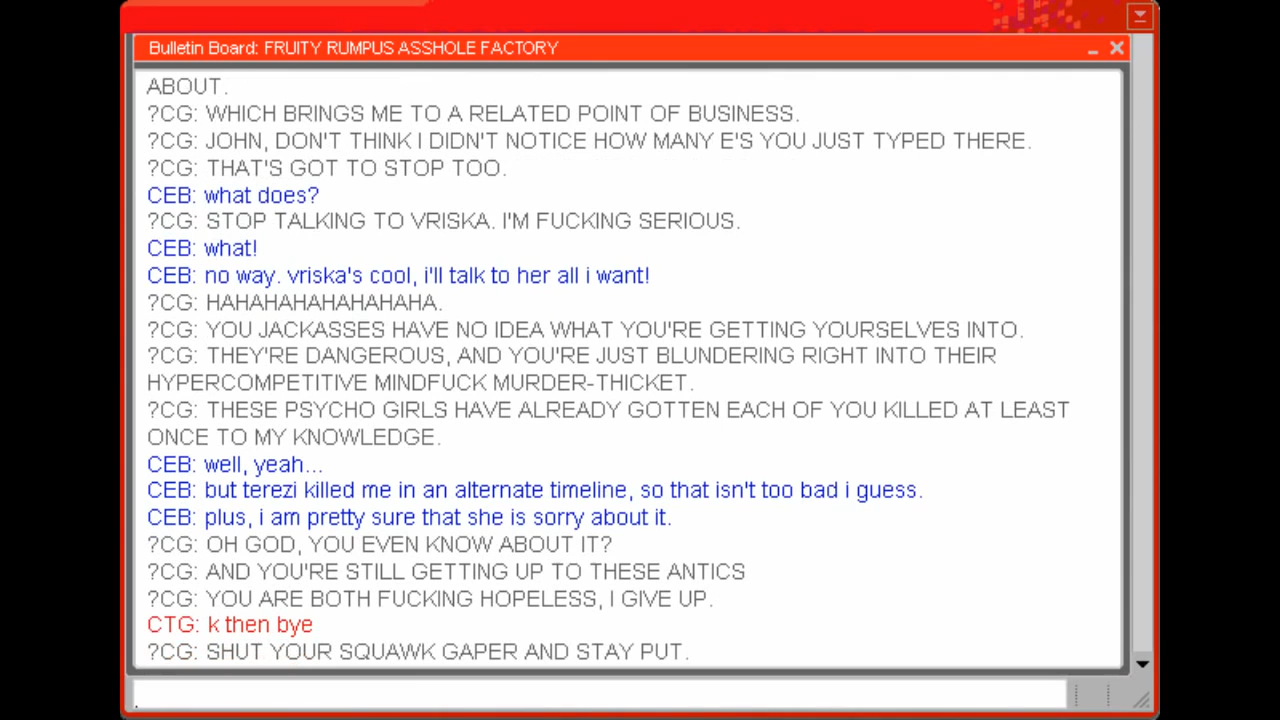 Bulletin Board: FRUITY RUMPUS ASSHOLE FACTORY
ABOUT.
?CG: WHICH BRINGS ME TO A RELATED POINT OF BUSINESS.
?CG: JOHN, DON'T THINK I DIDN'T NOTICE HOW MANY E'S YOU JUST TYPED THERE.
?CG: THAT'S GOT TO STOP TOO.
CEB: what does?
?CG: STOP TALKING TO VRISKA. I'M FUCKING SERIOUS.
CEB: what!
CEB: no way. vriska's cool, i'll talk to her all i want!
?CG: HAHAHAHAHAHAHAHA.
?CG: YOU JACKASSES HAVE NO IDEA WHAT YOU'RE GETTING YOURSELVES INTO.
?CG: THEY'RE DANGEROUS, AND YOU'RE JUST BLUNDERING RIGHT INTO THEIR
HYPERCOMPETITIVE MINDFUCK MURDER-THICKET.
?CG: THESE PSYCHO GIRLS HAVE ALREADY GOTTEN EACH OF YOU KILLED AT LEAST
ONCE TO MY KNOWLEDGE.
CEB: well, yeah...
CEB: but terezi killed me in an alternate timeline, so that isn't too bad i guess.
CEB: plus, i am pretty sure that she is sorry about it.
?CG: OH GOD, YOU EVEN KNOW ABOUT IT?
?CG: AND YOU'RE STILL GETTING UP TO THESE ANTICS
?CG: YOU ARE BOTH FUCKING HOPELESS, I GIVE UP.
CTG: k then bye
?CG: SHUT YOUR SQUAWK GAPER AND STAY PUT.
.